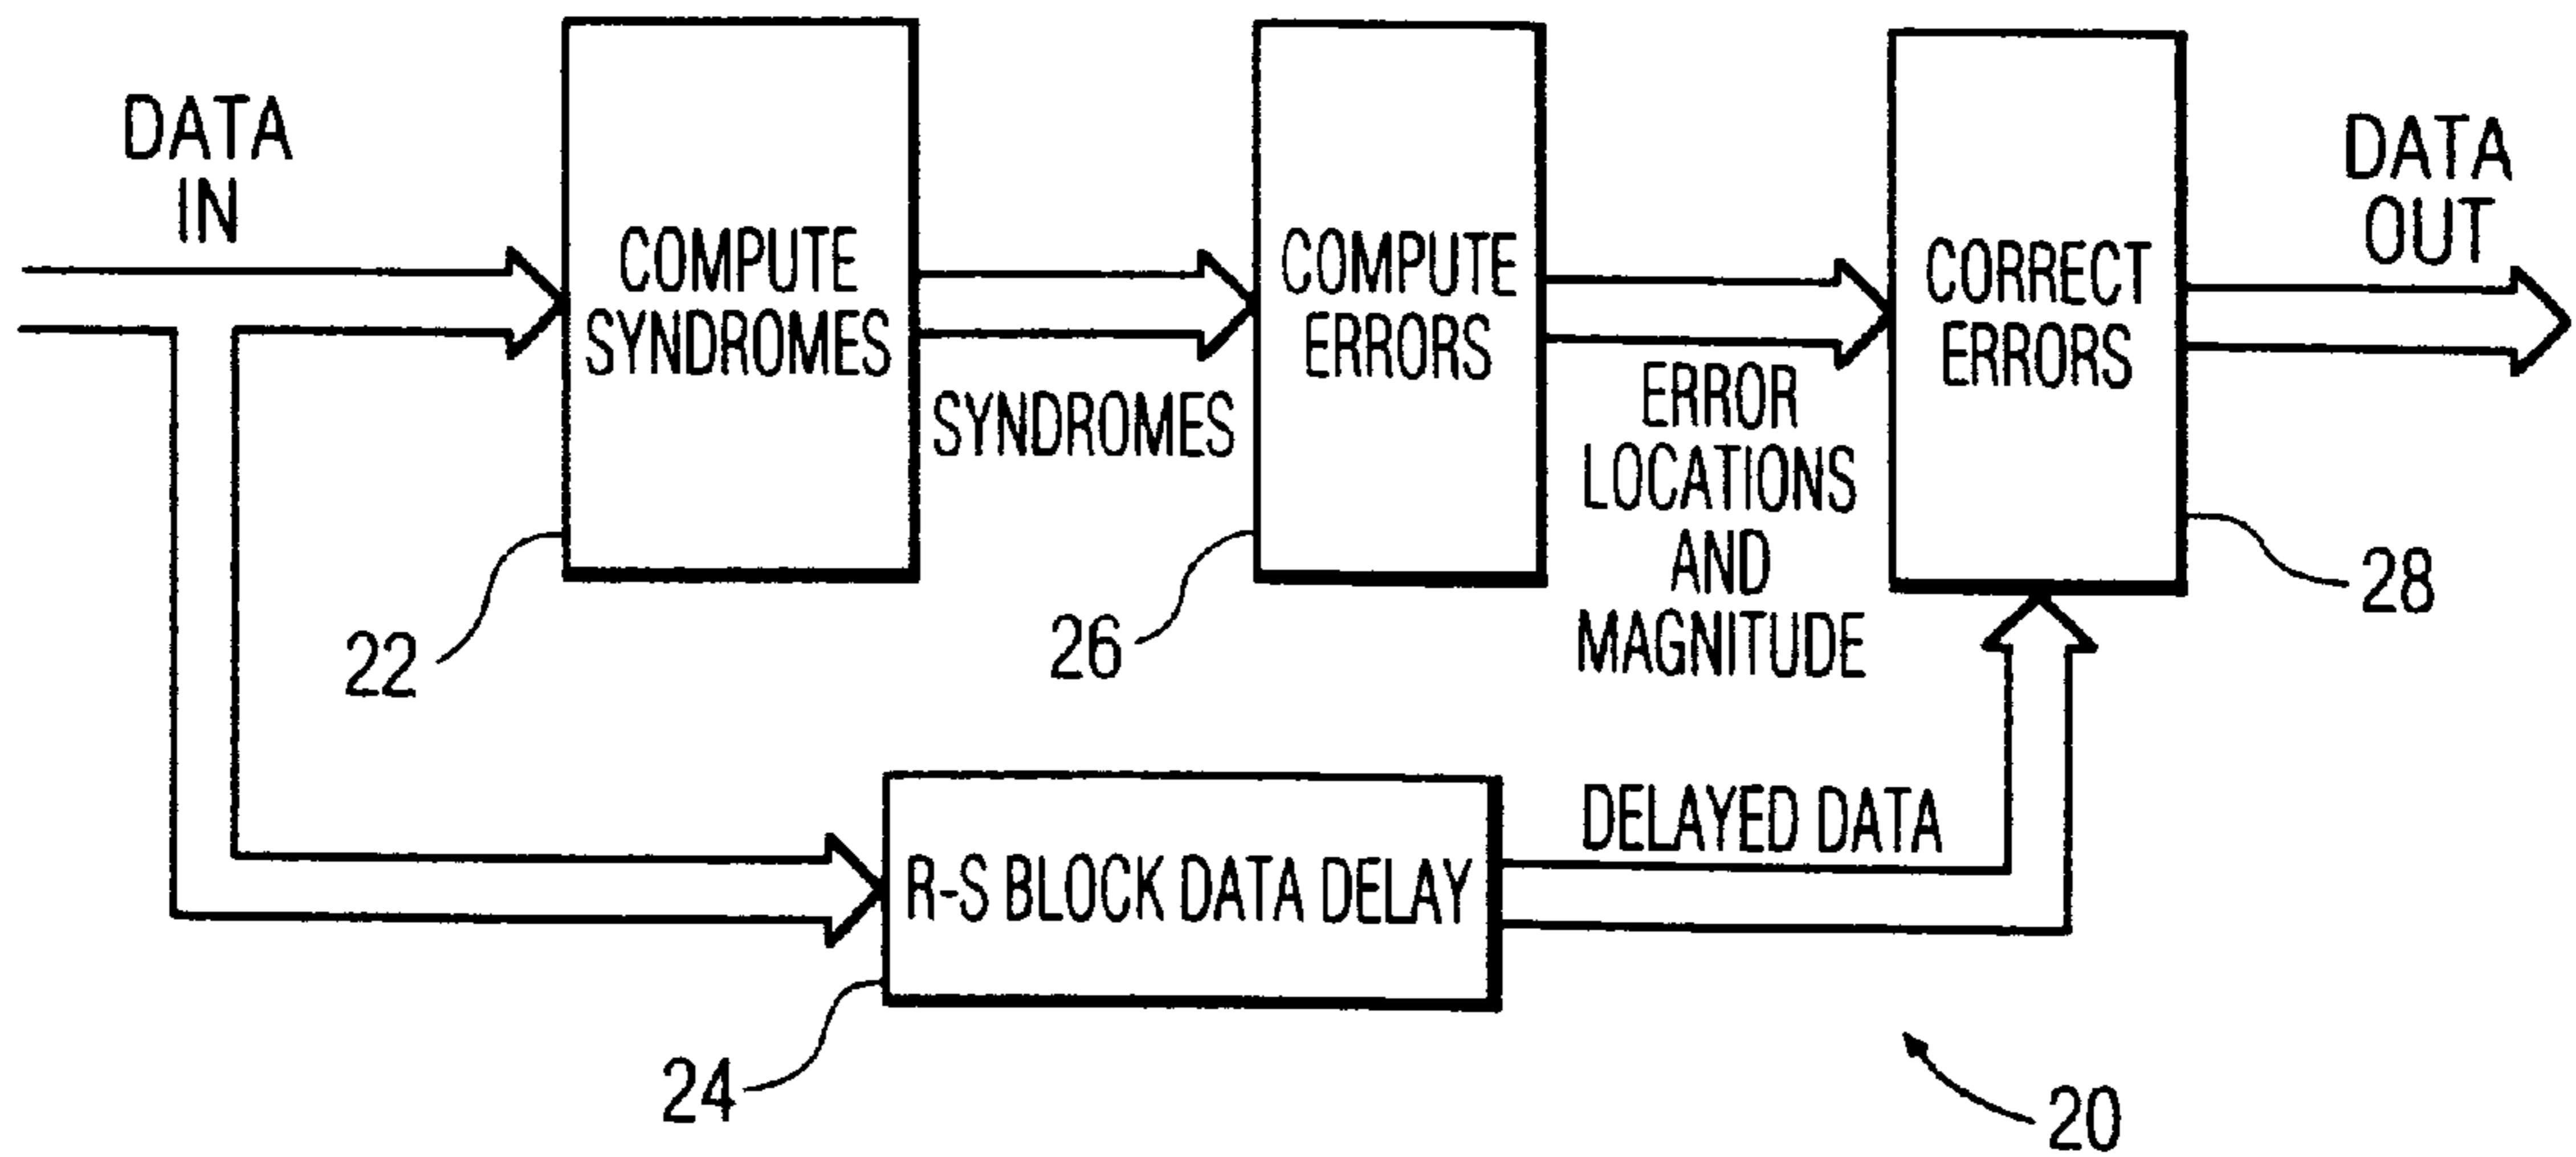 DATA
IN
COMPUTE
SYNDROMES
22
SYNDROMES
COMPUTE
ERRORS
26
ERROR
LOCATIONS
AND
MAGNITUDE
CORRECT
ERRORS
28
DATA
OUT
R-S BLOCK DATA DELAY
24
DELAYED DATA
20